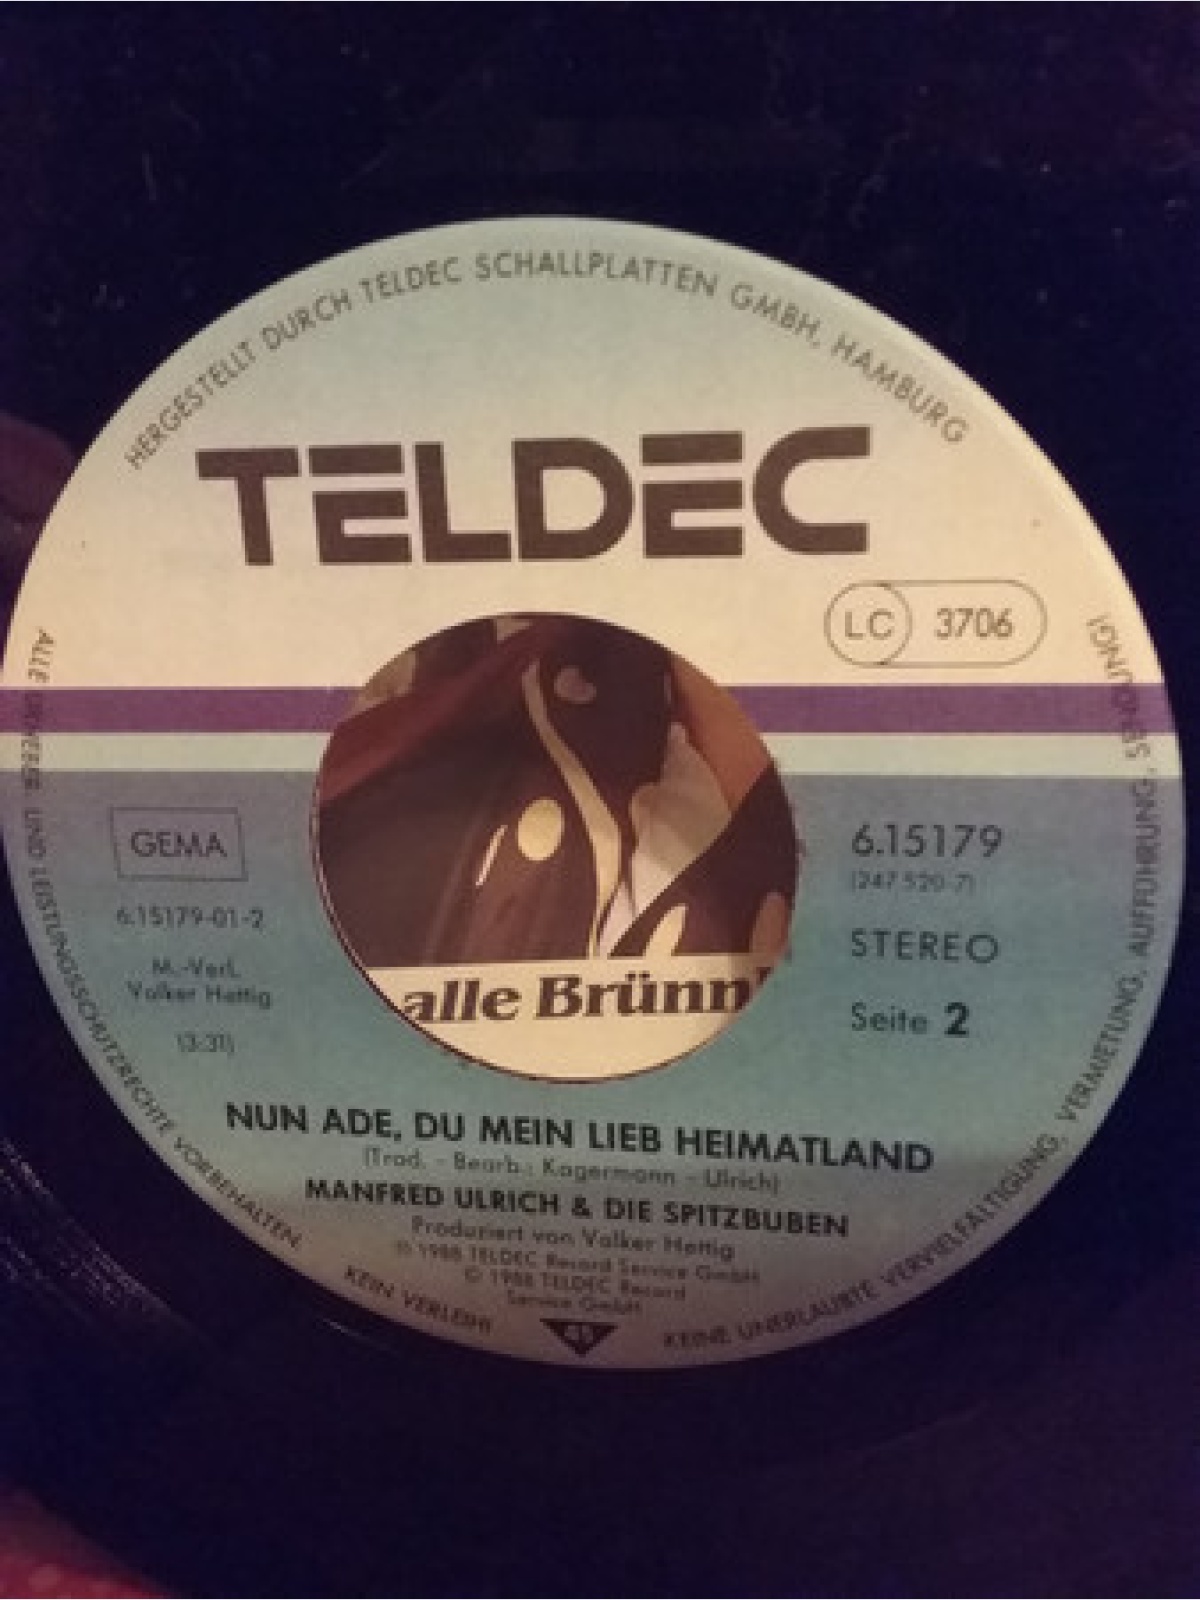 HERGESTELLT DURCH TELDEC SCHALLPLATTEN GMBH, HAMBURG
TELDEC
LC 3706
GEMA
6.15179-01-2
M.-Verl.
Volker Hettig
(3:31)
6.15179
(247 520-7)
STEREO
Seite 2
alle Brünn
NUN ADE, DU MEIN LIEB HEIMATLAND
(Trad. - Bearb.: Kagermann - Ulrich)
MANFRED ULRICH & DIE SPITZBUBEN
Produziert von Volker Hettig
℗ 1988 TELDEC Record Service GmbH
© 1988 TELDEC Record
Service GmbH
45
ALLE URHEBER- UND LEISTUNGSSCHUTZRECHTE VORBEHALTEN
KEIN VERLEIH!
KEINE UNERLAUBTE VERVIELFÄLTIGUNG, VERMIETUNG, AUFFÜHRUNG, SENDUNG!